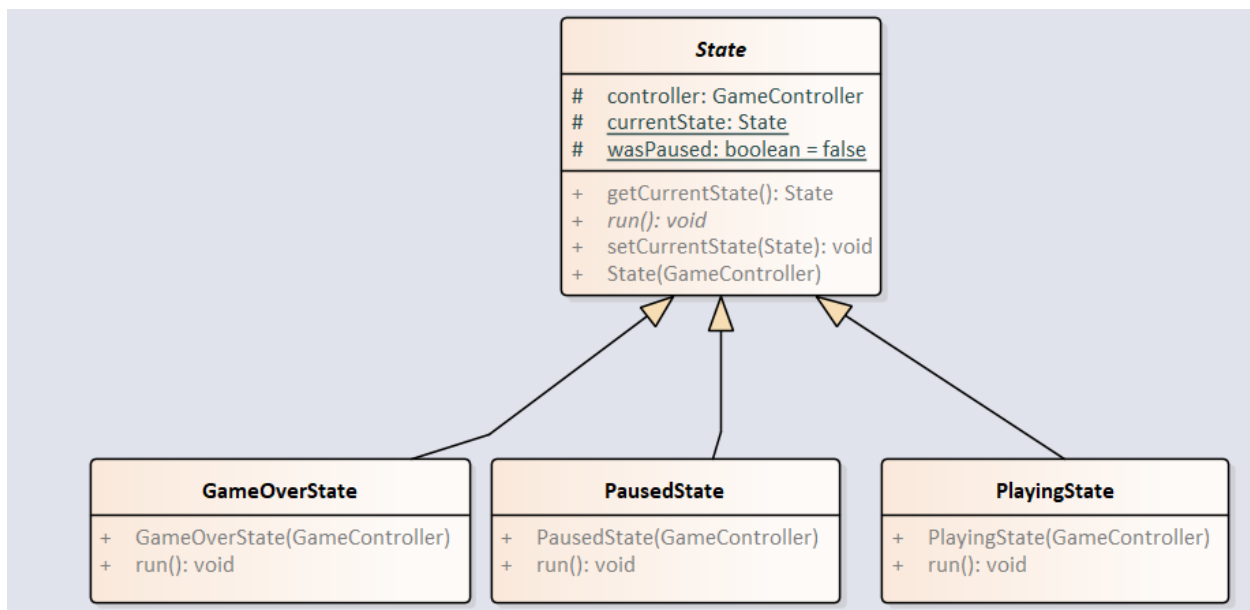 State
# controller: GameController
# currentState: State
# wasPaused: boolean = false
+ getCurrentState(): State
+ run(): void
+ setCurrentState(State): void
+ State(GameController)
GameOverState
+ GameOverState(GameController)
+ run(): void
PausedState
+ PausedState(GameController)
+ run(): void
PlayingState
+ PlayingState(GameController)
+ run(): void